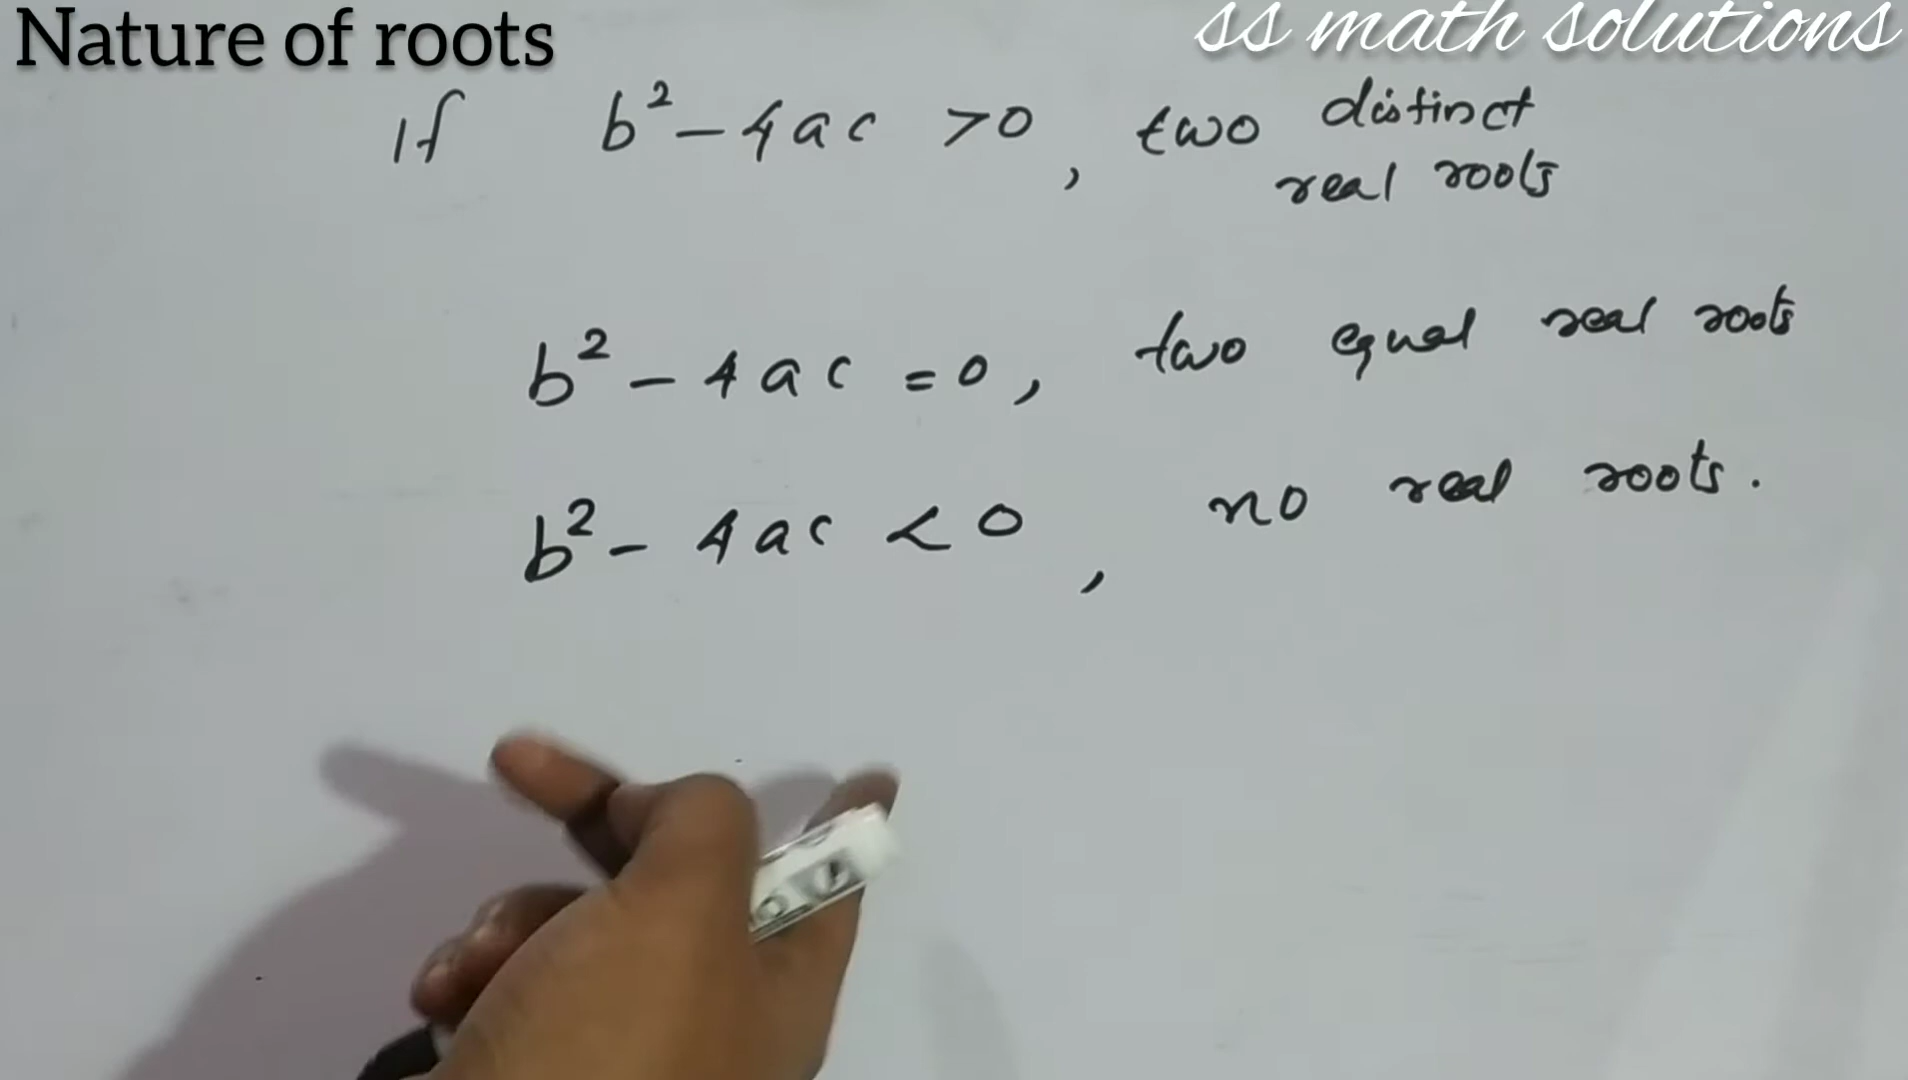 Nature of roots
ss math solutions
If b² - 4ac > 0, two distinct
real roots
b² - 4ac = 0, two equal real roots
b² - 4ac < 0, no real roots.